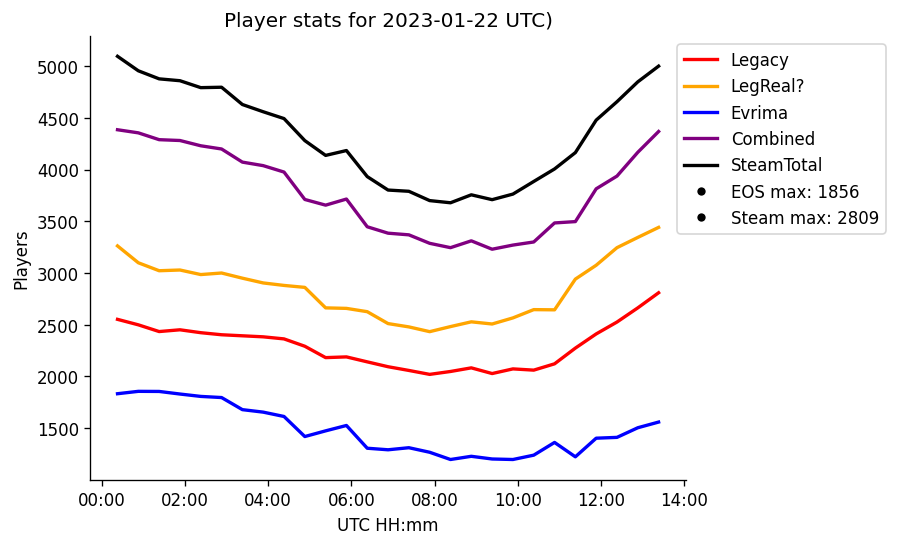 Player stats for 2023-01-22 UTC)
Legacy
LegReal?
Evrima
Combined
SteamTotal
EOS max: 1856
Steam max: 2809
Players
5000
4500
4000
3500
3000
2500
2000
1500
00:00 02:00 04:00 06:00 08:00 10:00 12:00 14:00
UTC HH:mm